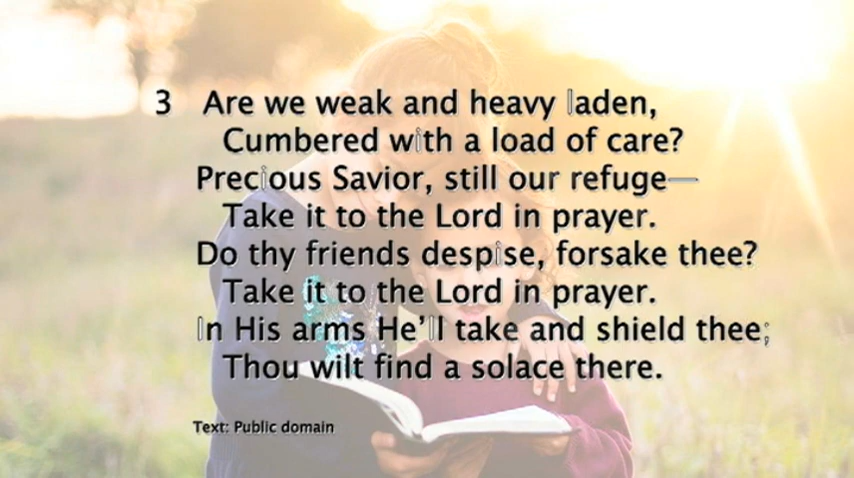 3 Are we weak and heavy laden,
Cumbered with a load of care?
Precious Savior, still our refuge—
Take it to the Lord in prayer.
Do thy friends despise, forsake thee?
Take it to the Lord in prayer.
In His arms He’ll take and shield thee;
Thou wilt find a solace there.
Text: Public domain